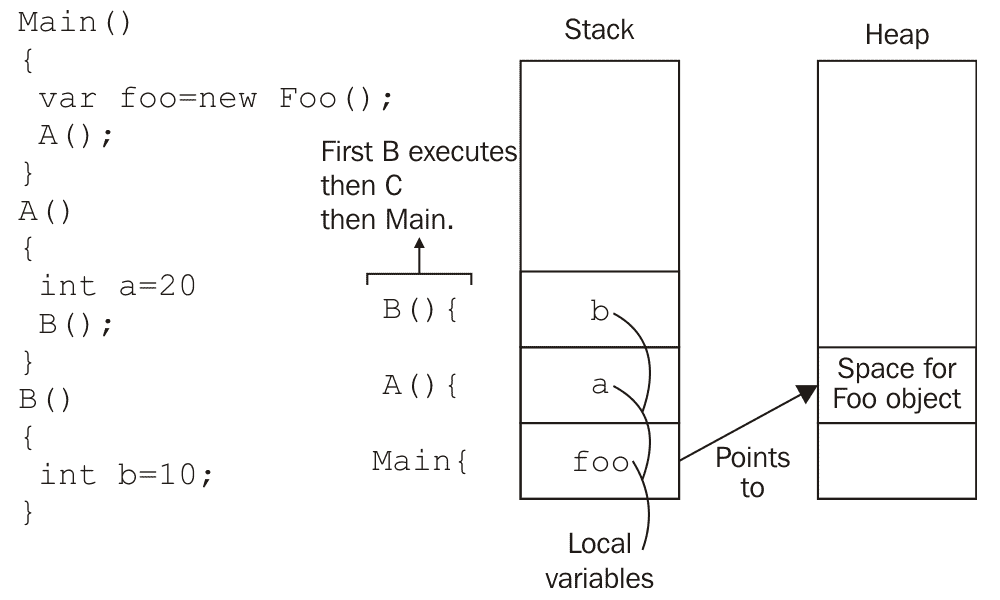 Main()
{
var foo=new Foo();
A();
}
A()
{
int a=20
B();
}
B()
{
int b=10;
}
First B executes
then C
then Main.
B(){
A(){
Main{
Stack
b
a
foo
Local
variables
Points
to
Heap
Space for
Foo object